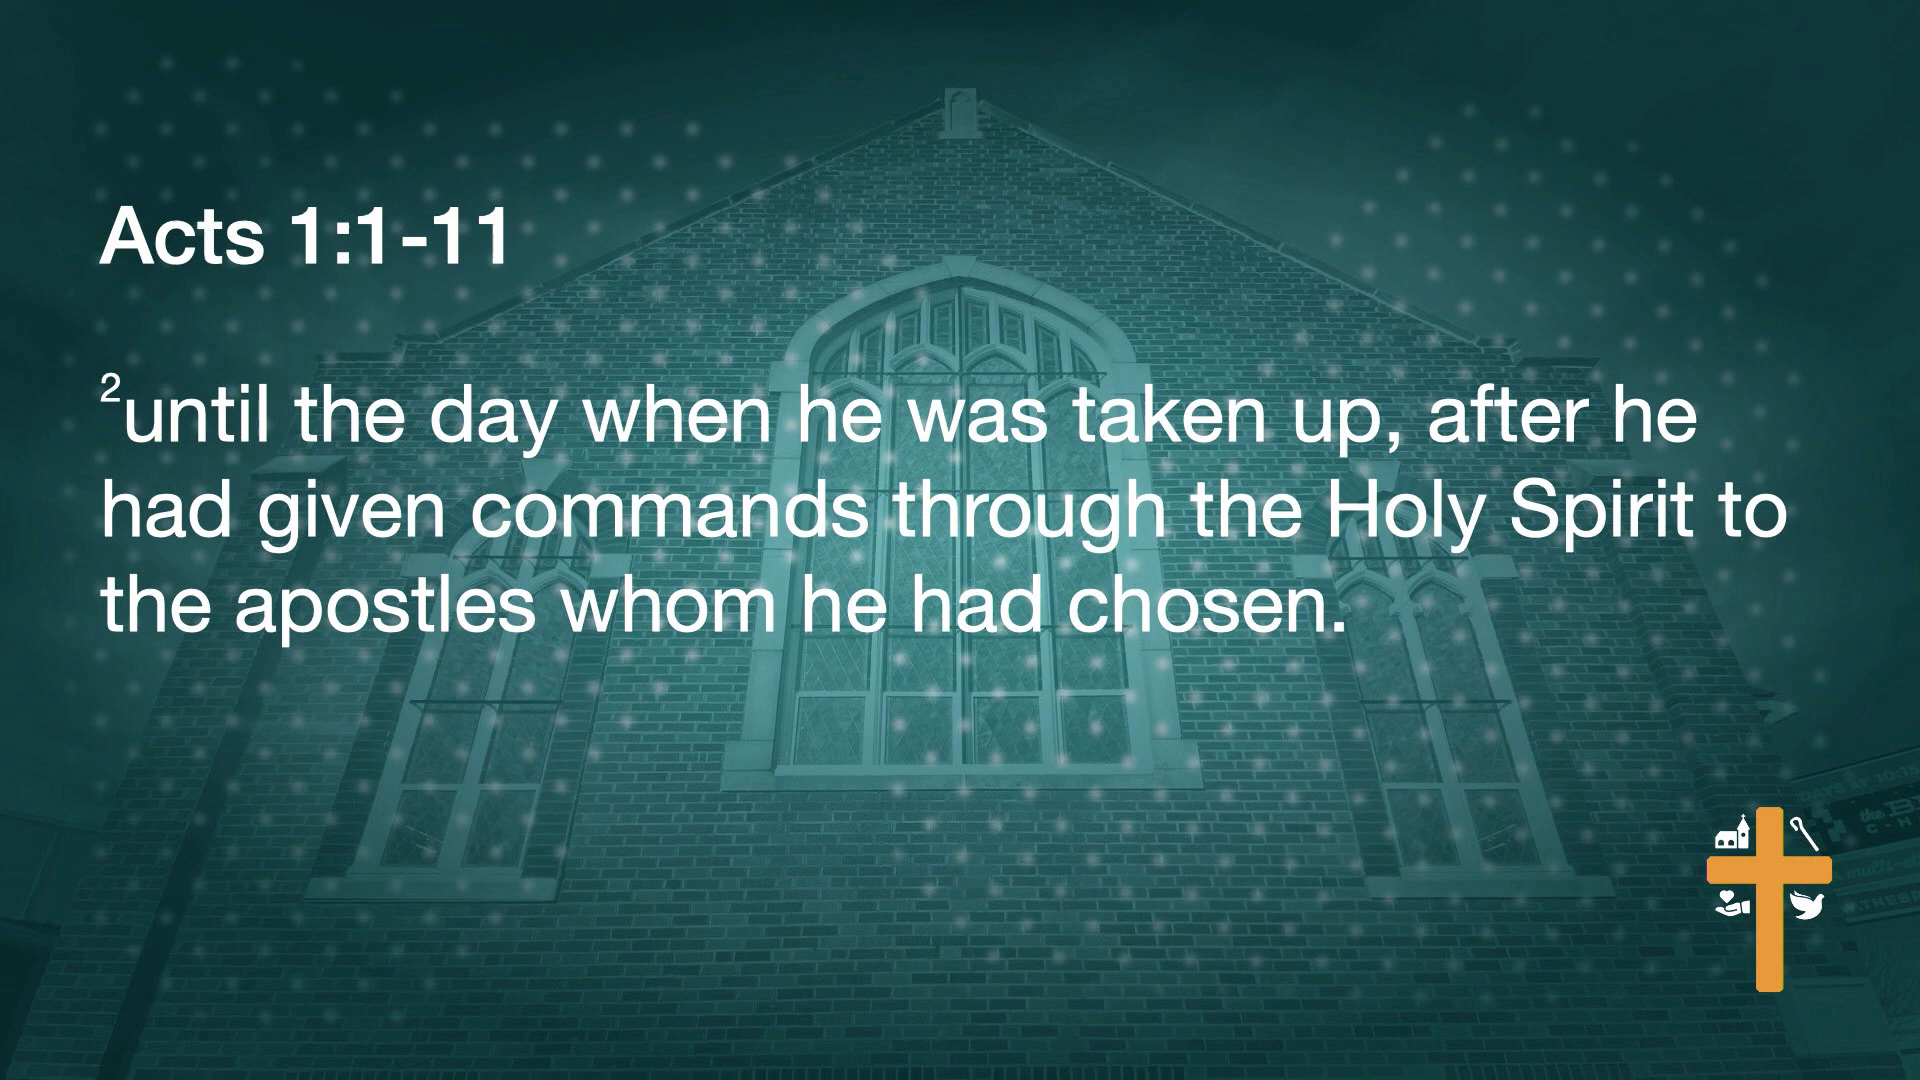 Acts 1:1-11
2until the day when he was taken up, after he
had given commands through the Holy Spirit to
the apostles whom he had chosen.